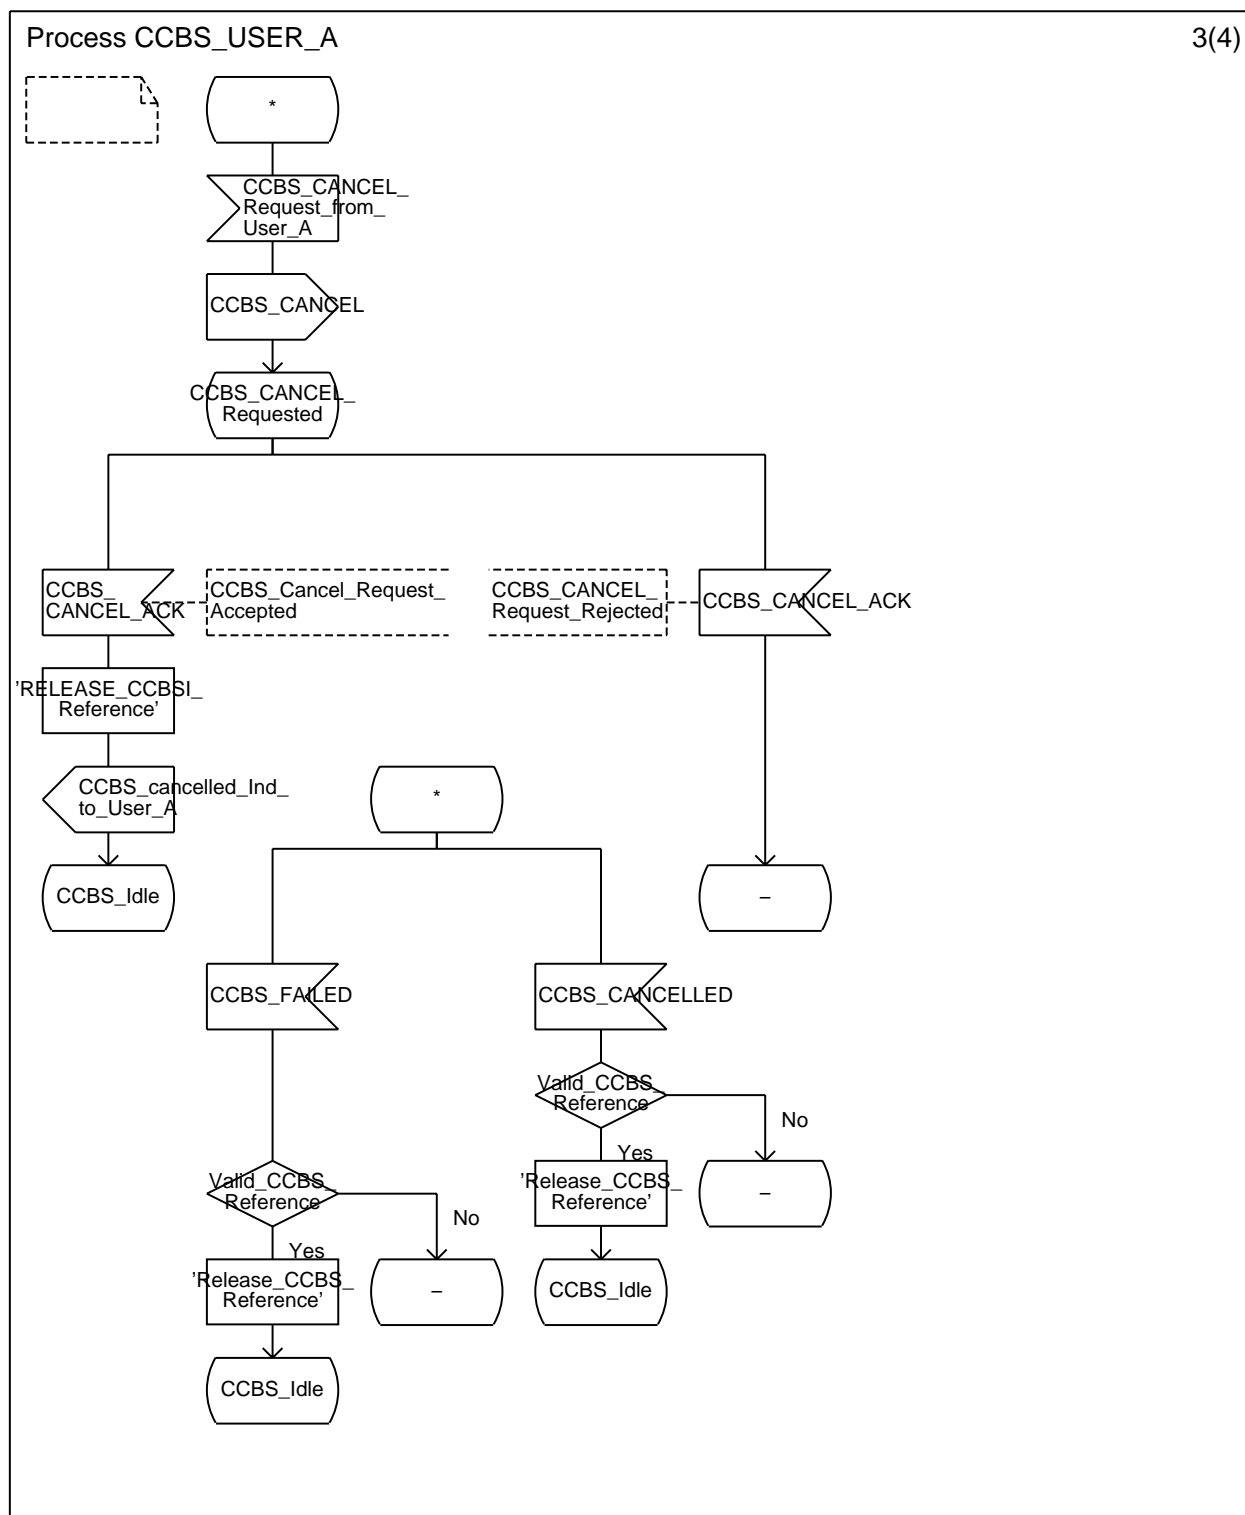 Process CCBS_USER_A
3(4)
*
CCBS_CANCEL_
Request_from_
User_A
CCBS_CANCEL
CCBS_CANCEL_
Requested
CCBS_
CANCEL_ACK
CCBS_Cancel_Request_
Accepted
CCBS_CANCEL_
Request_Rejected
CCBS_CANCEL_ACK
'RELEASE_CCBSI_
Reference'
CCBS_cancelled_Ind_
to_User_A
*
CCBS_Idle
–
CCBS_FAILED
CCBS_CANCELLED
Valid_CCBS_
Reference
No
Yes
Valid_CCBS_
Reference
'Release_CCBS_
Reference'
–
No
Yes
'Release_CCBS_
Reference'
–
CCBS_Idle
CCBS_Idle